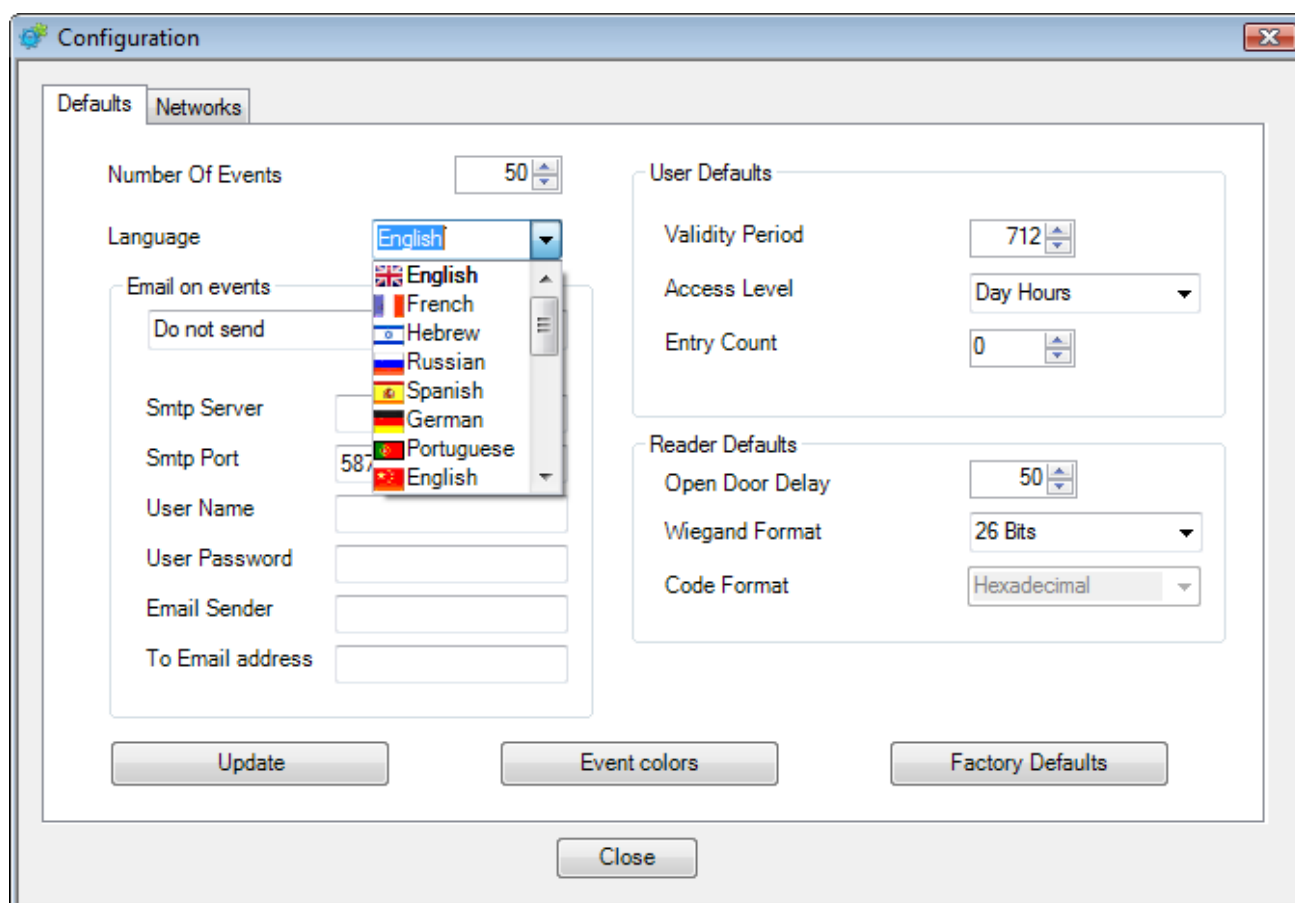 Configuration
Defaults
Networks
Number Of Events
50
Language
English
English
French
Hebrew
Russian
Spanish
German
Portuguese
English
Email on events
Do not send
Smtp Server
Smtp Port
587
User Name
User Password
Email Sender
To Email address
User Defaults
Validity Period
712
Access Level
Day Hours
Entry Count
0
Reader Defaults
Open Door Delay
50
Wiegand Format
26 Bits
Code Format
Hexadecimal
Update
Event colors
Factory Defaults
Close